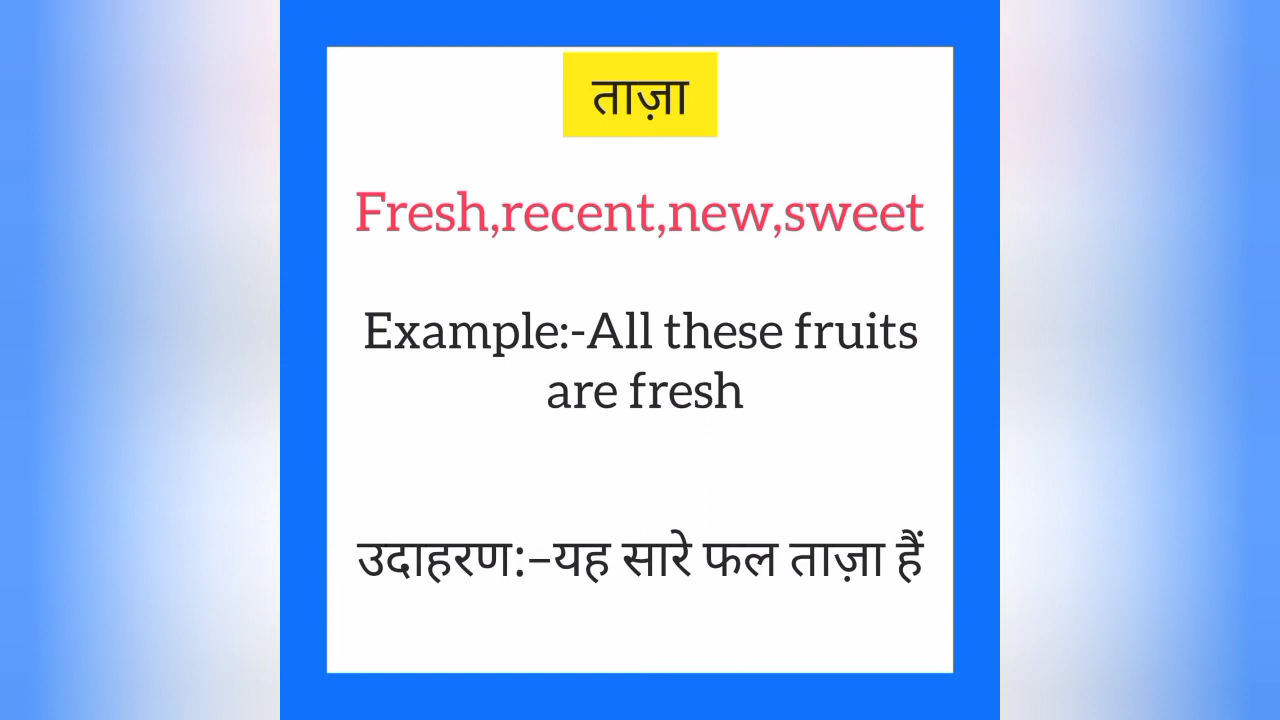 ताज़ा
Fresh,recent,new,sweet
Example:-All these fruits
are fresh
उदाहरण:–यह सारे फल ताज़ा हैं